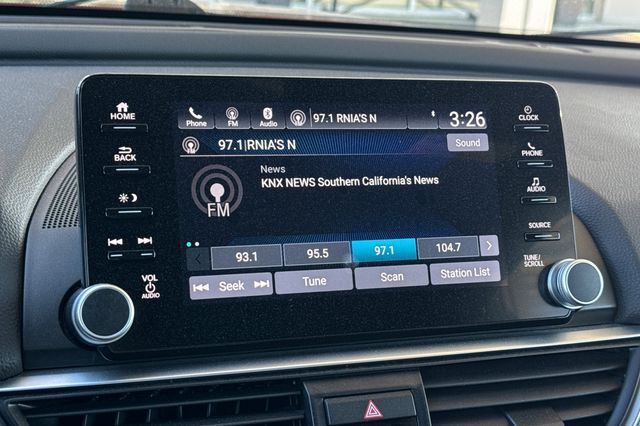 HOME
BACK
VOL
AUDIO
Phone FM Audio 97.1 RNIA'S N 3:26
97.1|RNIA'S N Sound
News
KNX NEWS Southern California's News
FM
93.1 95.5 97.1 104.7
Seek Tune Scan Station List
CLOCK
PHONE
AUDIO
SOURCE
TUNE/
SCROLL